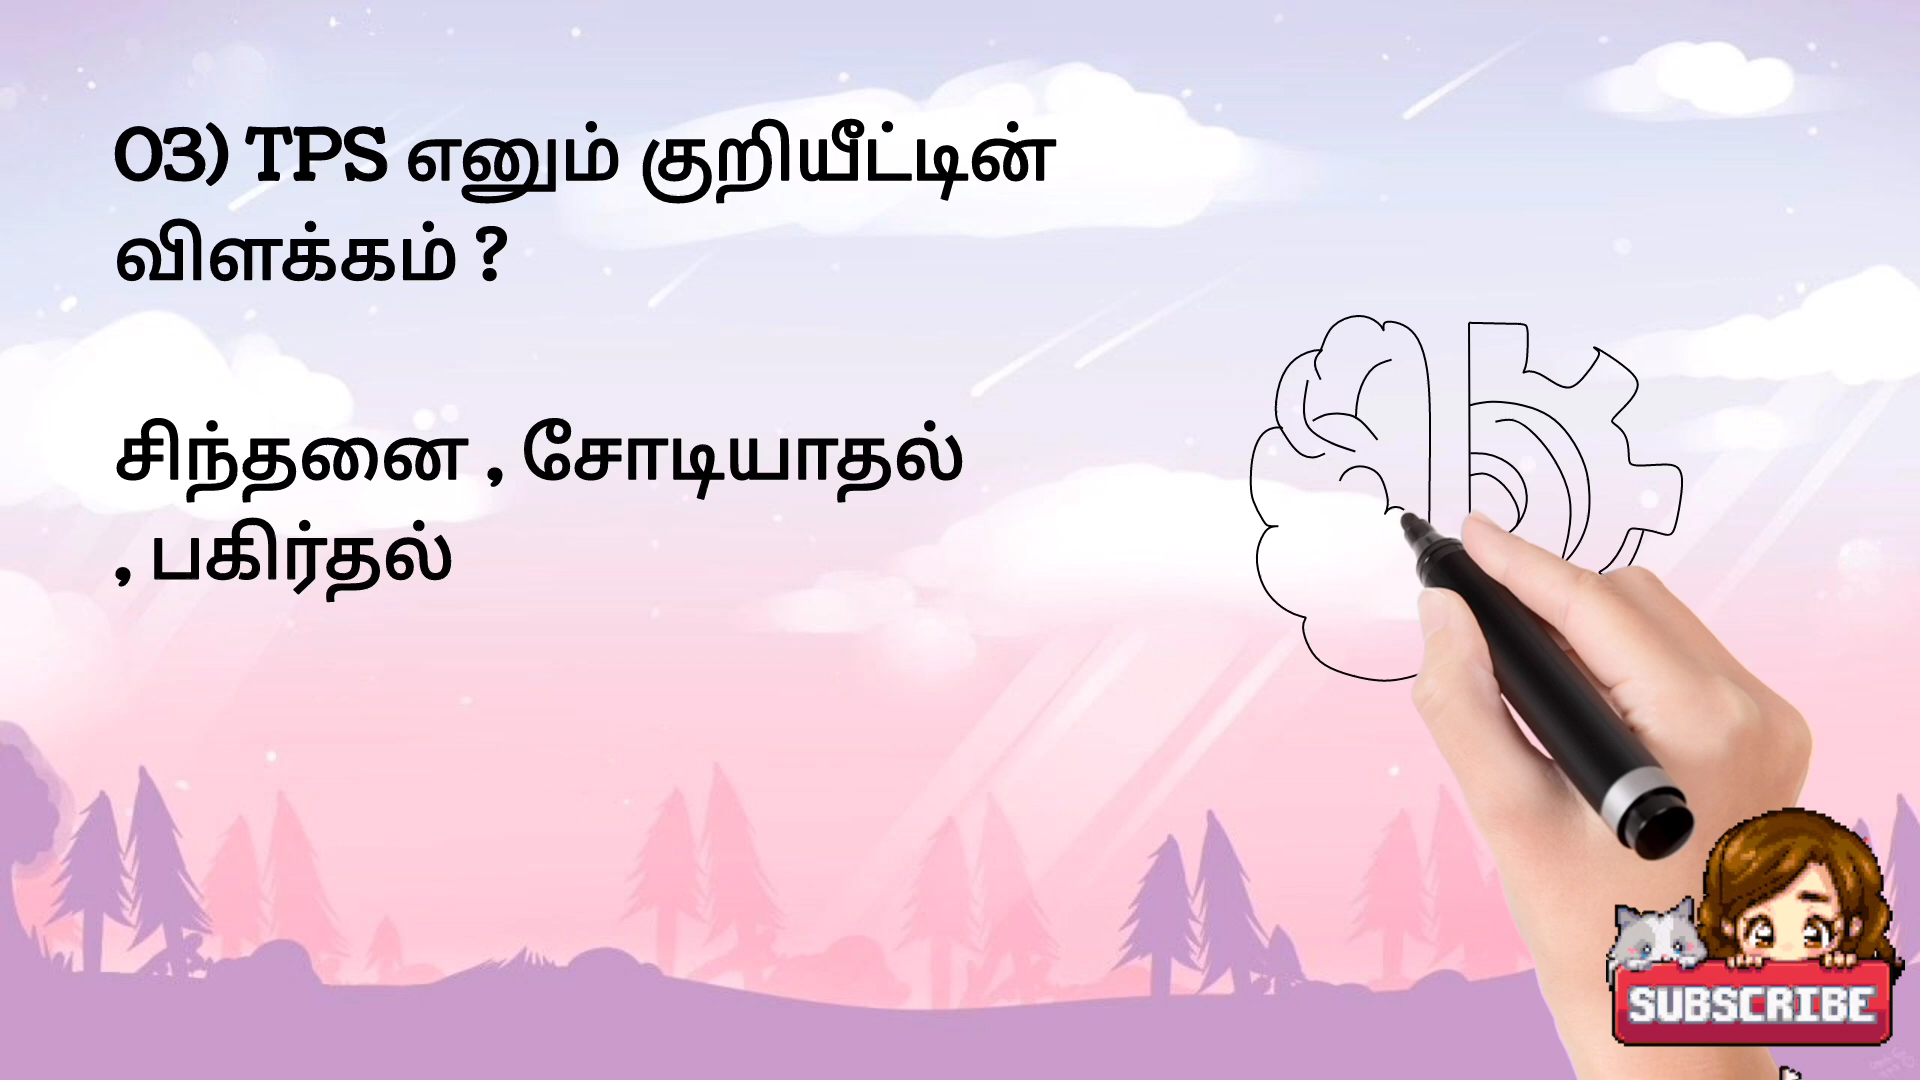 03) TPS எனும் குறியீட்டின்
விளக்கம் ?
சிந்தனை , சோடியாதல்
, பகிர்தல்
SUBSCRIBE